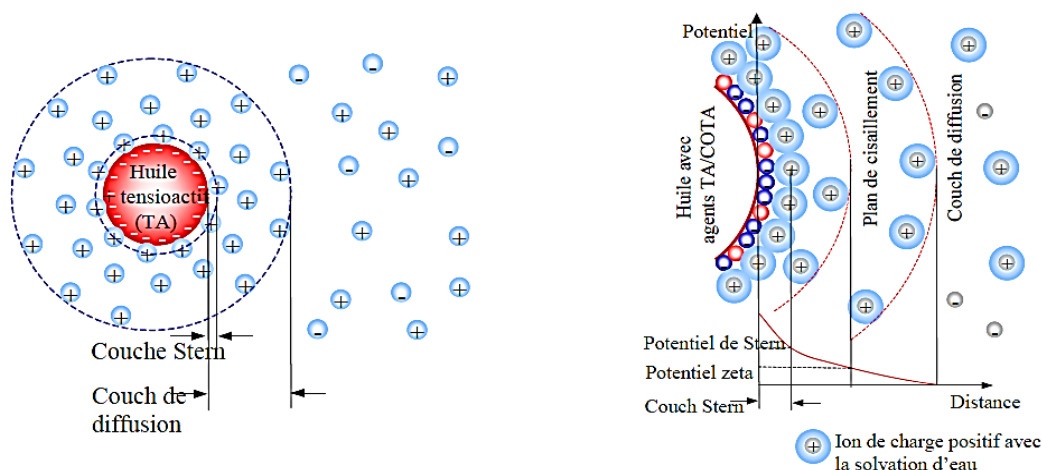 Huile
tensioactif
(TA)
Couche Stern
Couch de
diffusion
Potentiel
Huile avec
agents TA/COTA
Plan de cisaillement
Couch de diffusion
Potentiel de Stern
Potentiel zeta
Couch Stern
Distance
Ion de charge positif avec
la solvation d'eau